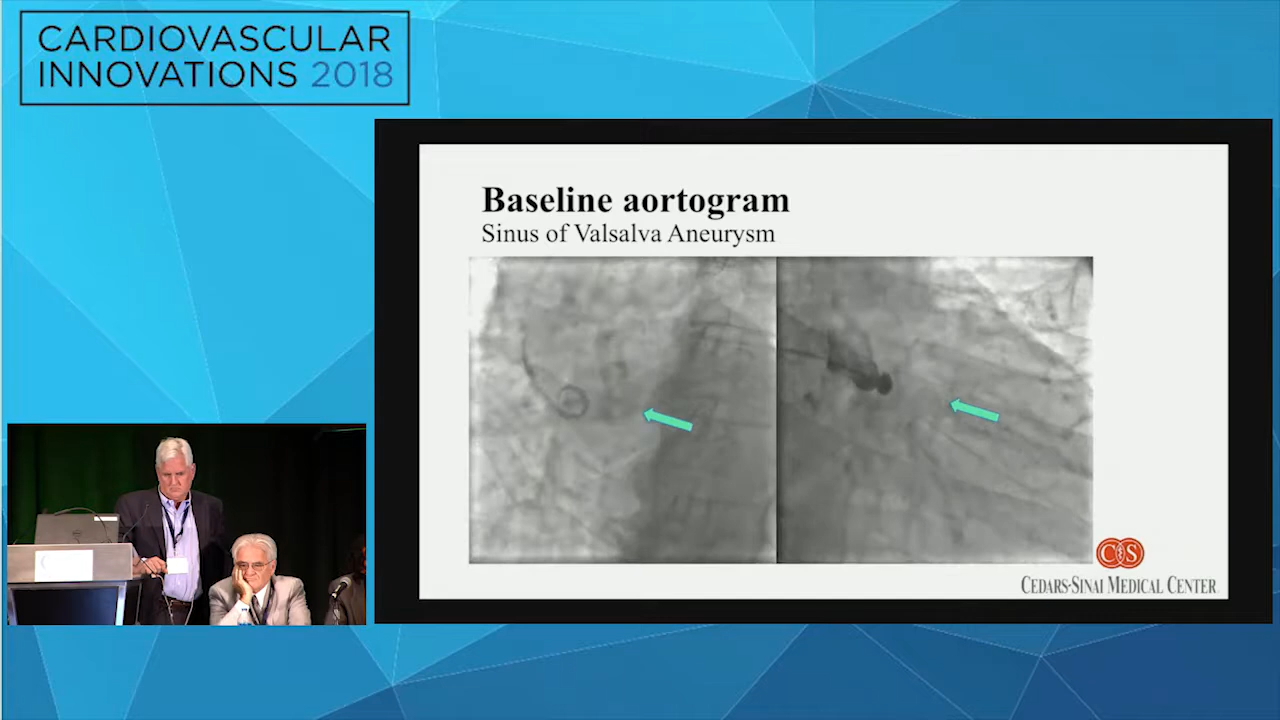 CARDIOVASCULAR
INNOVATIONS 2018
Baseline aortogram
Sinus of Valsalva Aneurysm
CS
CEDARS-SINAI MEDICAL CENTER